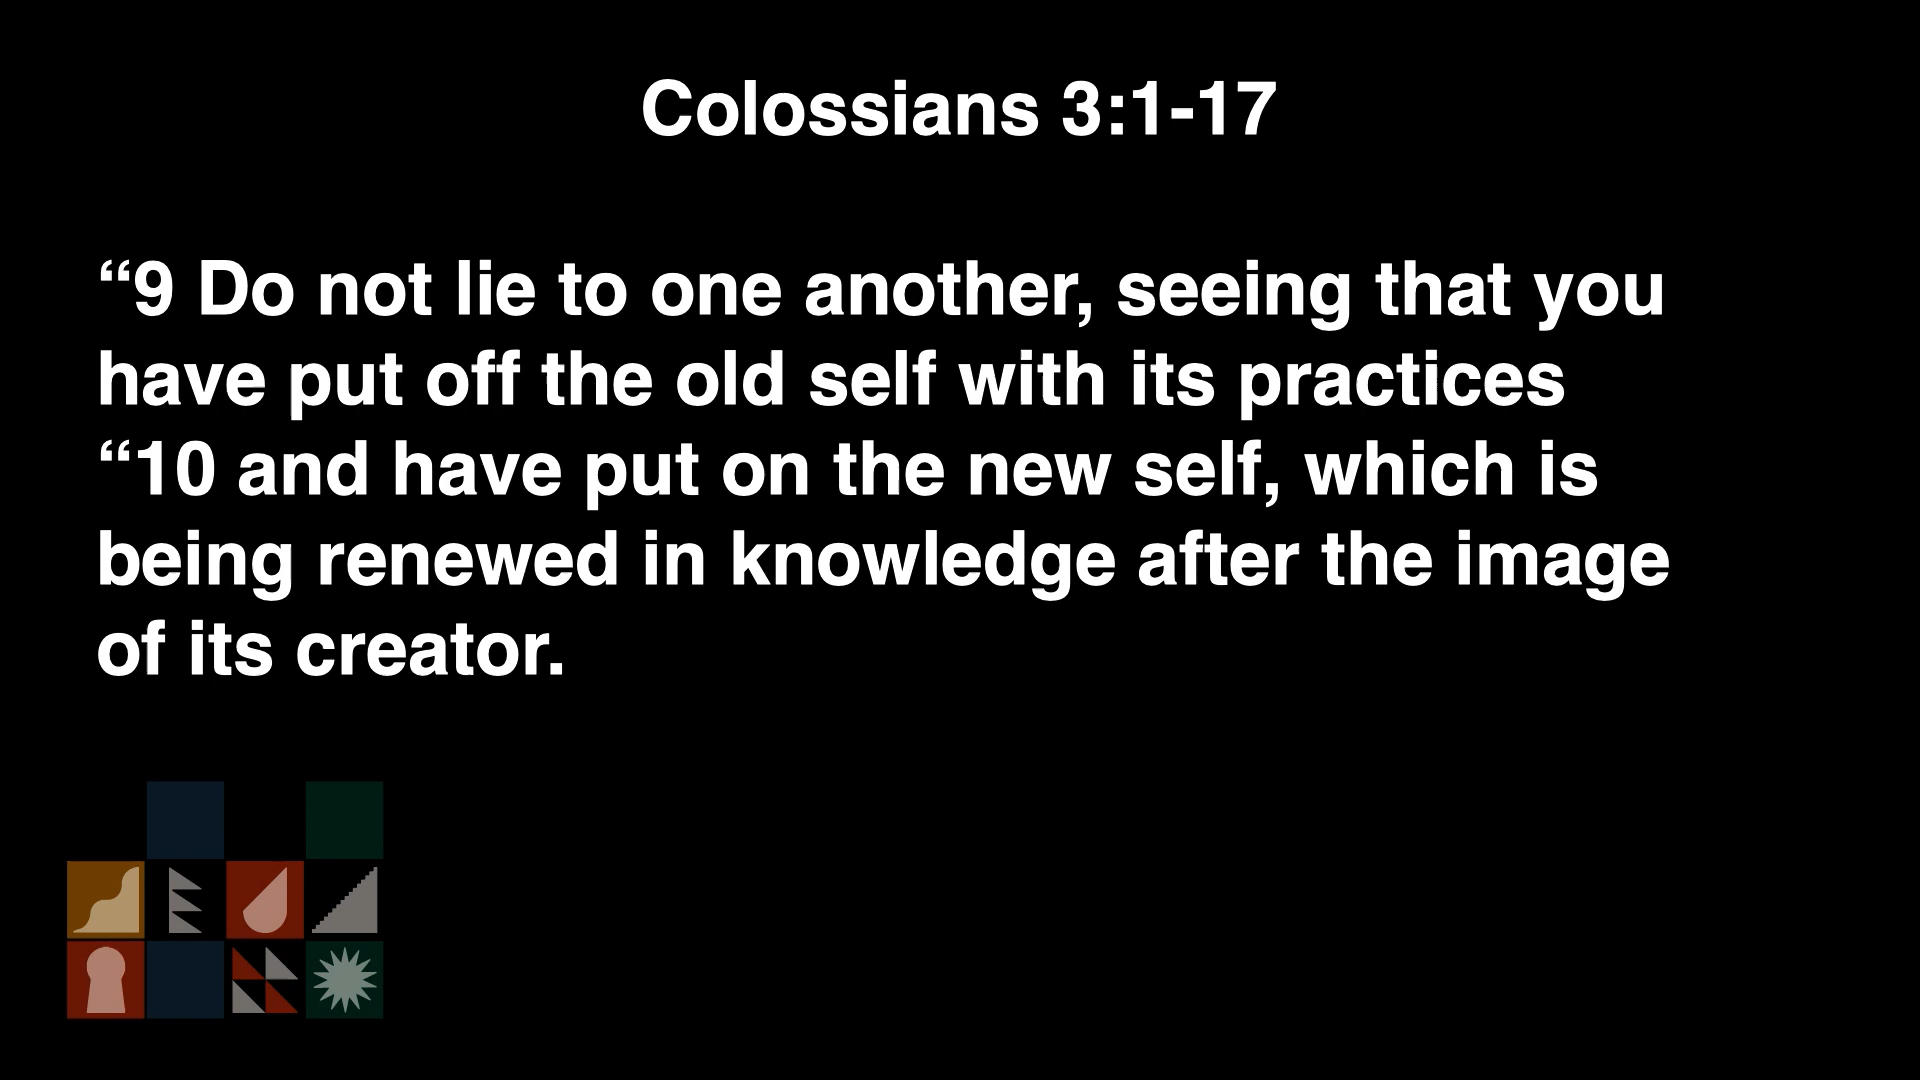 Colossians 3:1-17
“9 Do not lie to one another, seeing that you
have put off the old self with its practices
“10 and have put on the new self, which is
being renewed in knowledge after the image
of its creator.